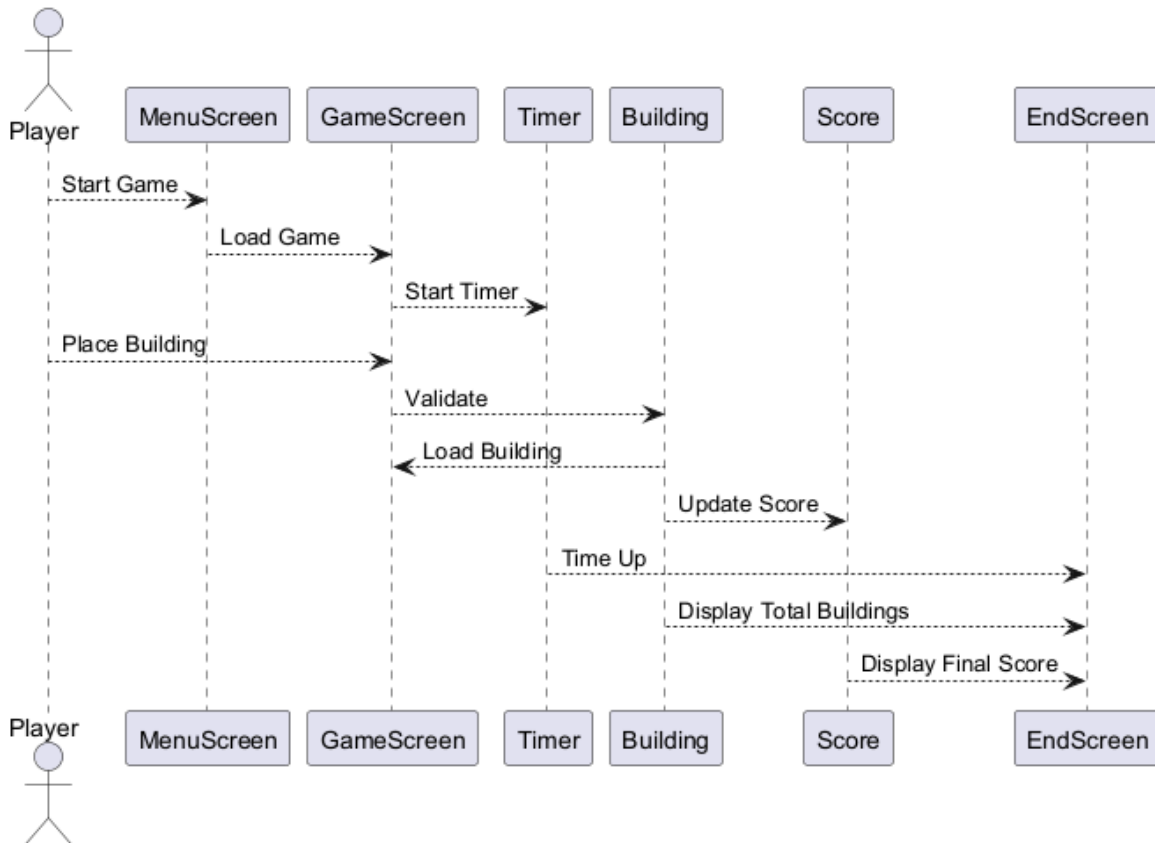 Player
MenuScreen
GameScreen
Timer
Building
Score
EndScreen
Start Game
Load Game
Start Timer
Place Building
Validate
Load Building
Update Score
Time Up
Display Total Buildings
Display Final Score
Player
MenuScreen
GameScreen
Timer
Building
Score
EndScreen